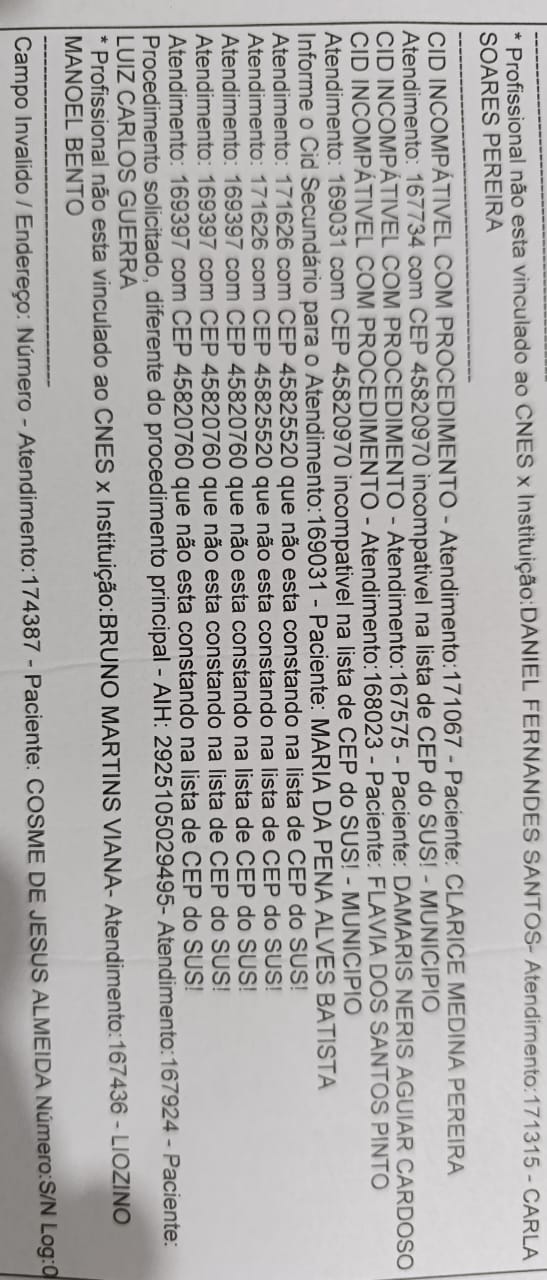 * Profissional não esta vinculado ao CNES x Instituição:DANIEL FERNANDES SANTOS- Atendimento:171315 - CARLA
SOARES PEREIRA
CID INCOMPÁTIVEL COM PROCEDIMENTO - Atendimento:171067 - Paciente: CLARICE MEDINA PEREIRA
Atendimento: 167734 com CEP 45820970 incompativel na lista de CEP do SUS! - MUNICIPIO
CID INCOMPÁTIVEL COM PROCEDIMENTO - Atendimento:167575 - Paciente: DAMARIS NERIS AGUIAR CARDOSO
CID INCOMPÁTIVEL COM PROCEDIMENTO - Atendimento:168023 - Paciente: FLAVIA DOS SANTOS PINTO
Atendimento: 169031 com CEP 45820970 incompativel na lista de CEP do SUS! - MUNICIPIO
Informe o Cid Secundário para o Atendimento:169031 - Paciente: MARIA DA PENA ALVES BATISTA
Atendimento: 171626 com CEP 45825520 que não esta constando na lista de CEP do SUS!
Atendimento: 171626 com CEP 45825520 que não esta constando na lista de CEP do SUS!
Atendimento: 169397 com CEP 45820760 que não esta constando na lista de CEP do SUS!
Atendimento: 169397 com CEP 45820760 que não esta constando na lista de CEP do SUS!
Atendimento: 169397 com CEP 45820760 que não esta constando na lista de CEP do SUS!
Procedimento solicitado, diferente do procedimento principal - AIH: 2925105029495- Atendimento:167924 - Paciente:
LUIZ CARLOS GUERRA
* Profissional não esta vinculado ao CNES x Instituição:BRUNO MARTINS VIANA- Atendimento:167436 - LIOZINO
MANOEL BENTO
Campo Invalido / Endereço: Número - Atendimento:174387 - Paciente: COSME DE JESUS ALMEIDA Número:S/N Log:0